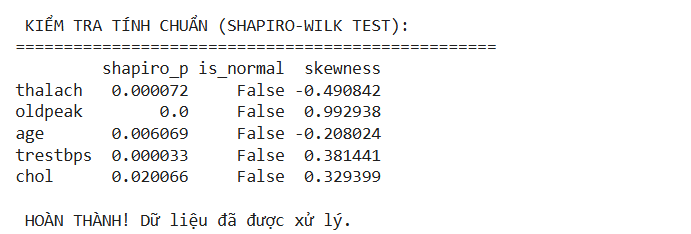 KIỂM TRA TÍNH CHUẨN (SHAPIRO-WILK TEST):
==================================================
shapiro_p is_normal skewness
thalach 0.000072 False -0.490842
oldpeak 0.0 False 0.992938
age 0.006069 False -0.208024
trestbps 0.000033 False 0.381441
chol 0.020066 False 0.329399
HOÀN THÀNH! Dữ liệu đã được xử lý.